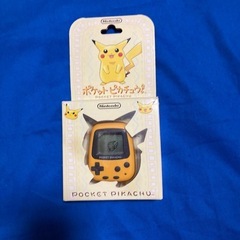 Nintendo
ポケットピカチュウ!
POCKET PIKACHU
Nintendo
POCKET PIKACHU